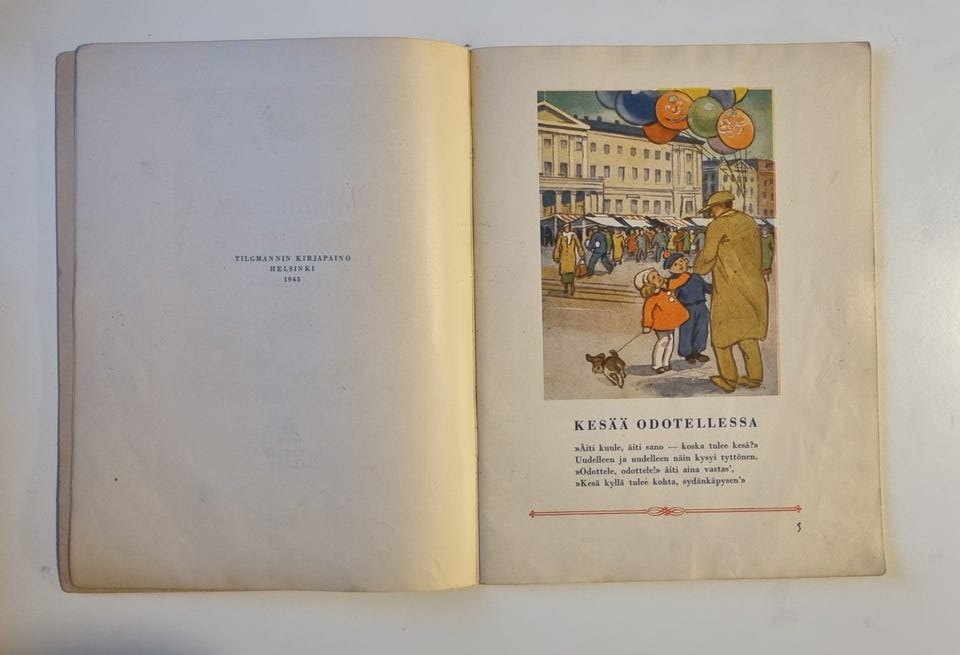 TILGMANNIN KIRJAPAINO
HELSINKI
1945
KESÄÄ ODOTELLESSA
»Äiti kuule, äiti sano — koska tulee kesä?»
Uudelleen ja uudelleen näin kysyi tyttönen.
»Odottele, odottele!» äiti aina vastas',
»Kesä kyllä tulee kohta, sydänkäpysen'»
5